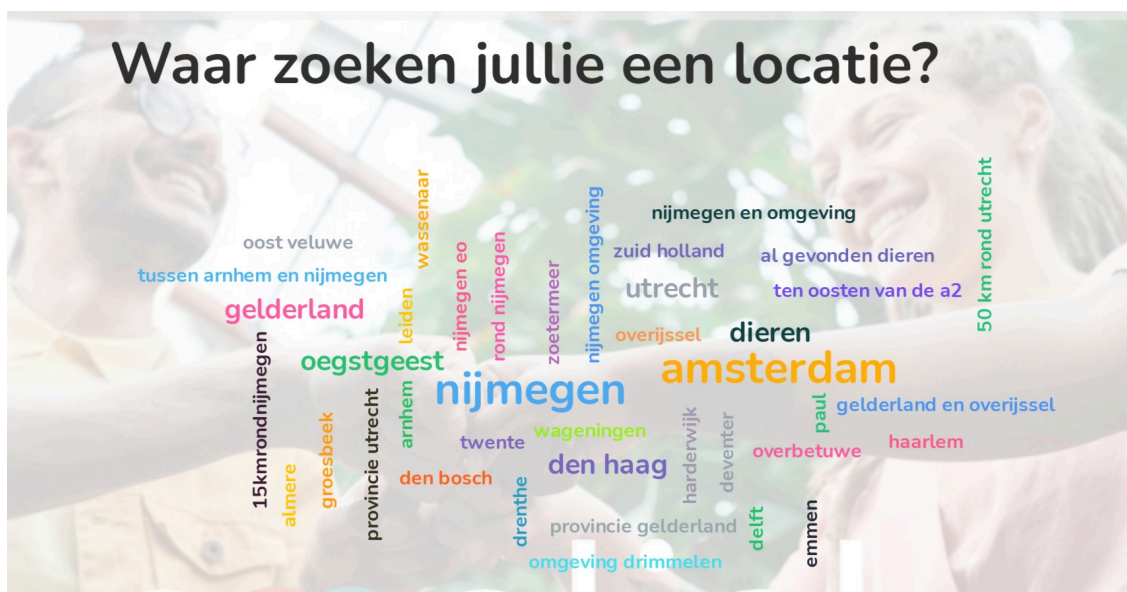 Waar zoeken jullie een locatie?
wassenaar
50 km rond utrecht
nijmegen omgeving
nijmegen en omgeving
oost veluwe
nijmegen eo
rond nijmegen
zuid holland
al gevonden dieren
tussen arnhem en nijmegen
zoetermeer
utrecht
ten oosten van de a2
gelderland
leiden
overijssel
dieren
15kmrondnijmegen
oegstgeest
nijmegen
amsterdam
provincie utrecht
arnhem
paul
gelderland en overijssel
groesbeek
twente
wageningen
harderwijk
deventer
overbetuwe
haarlem
almere
den bosch
den haag
drenthe
provincie gelderland
delft
emmen
omgeving drimmelen